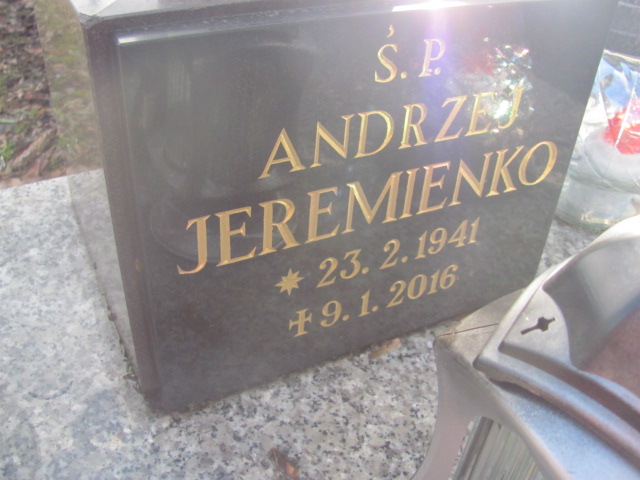 Ś. P.
ANDRZEJ
JEREMIENKO
* 23. 2. 1941
✝ 9. 1. 2016